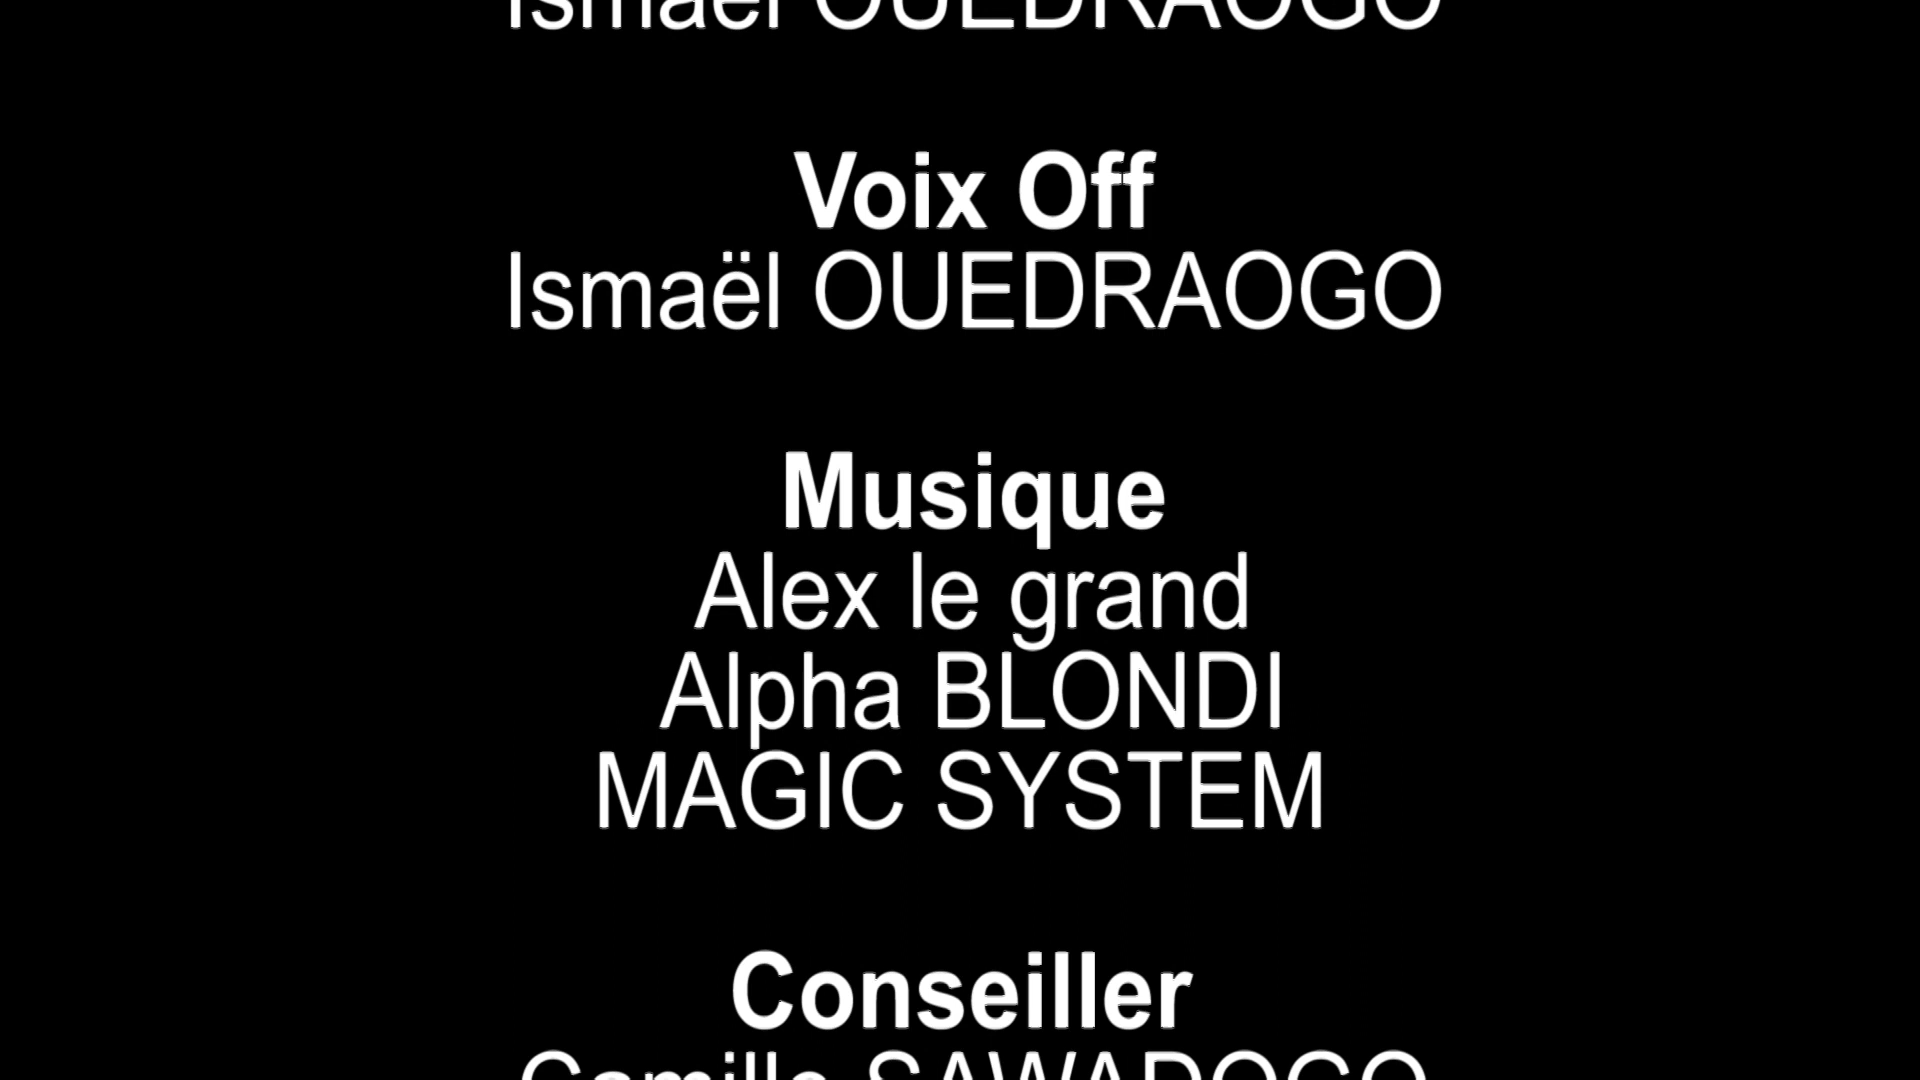 Ismaël OUEDRAOGO
Voix Off
Ismaël OUEDRAOGO
Musique
Alex le grand
Alpha BLONDI
MAGIC SYSTEM
Conseiller
Camille SAWADOGO